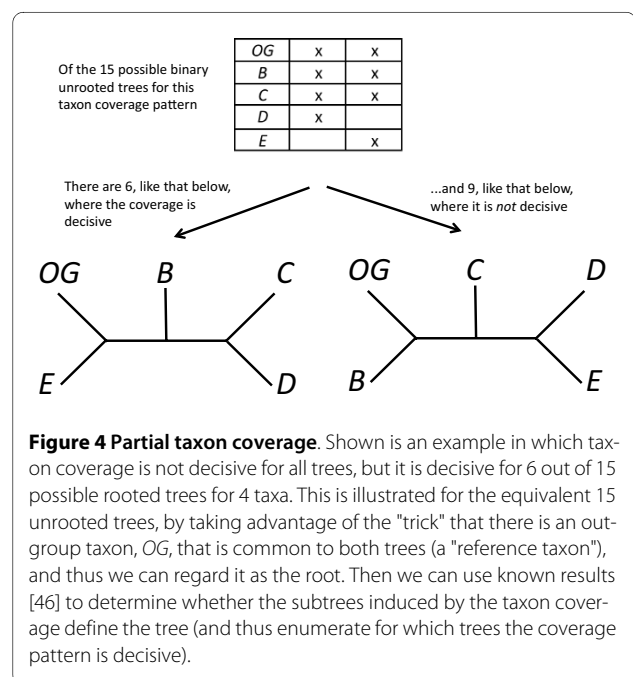 Of the 15 possible binary
unrooted trees for this
taxon coverage pattern
OG x x
B x x
C x x
D x
E x
There are 6, like that below,
where the coverage is
decisive
...and 9, like that below,
where it is not decisive
OG B C
E D
OG C D
B E
Figure 4 Partial taxon coverage. Shown is an example in which tax-
on coverage is not decisive for all trees, but it is decisive for 6 out of 15
possible rooted trees for 4 taxa. This is illustrated for the equivalent 15
unrooted trees, by taking advantage of the "trick" that there is an out-
group taxon, OG, that is common to both trees (a "reference taxon"),
and thus we can regard it as the root. Then we can use known results
[46] to determine whether the subtrees induced by the taxon cover-
age define the tree (and thus enumerate for which trees the coverage
pattern is decisive).